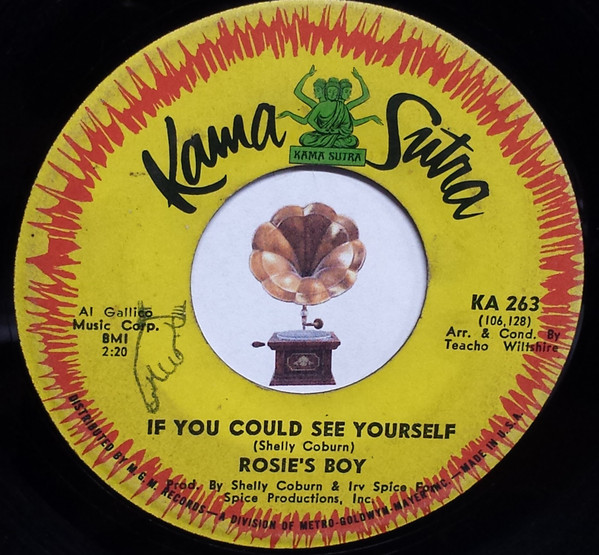 Kama Sutra
KAMA SUTRA
Al Gallico
Music Corp.
BMI
2:20
KA 263
(106,128)
Arr. & Cond. By
Teacho Wiltshire
IF YOU COULD SEE YOURSELF
(Shelly Coburn)
ROSIE'S BOY
Prod. By Shelly Coburn & Irv Spice For
Spice Productions, Inc.
DISTRIBUTED BY M.G.M. RECORDS—A DIVISION OF METRO-GOLDWYN-MAYER INC.—MADE IN U.S.A.